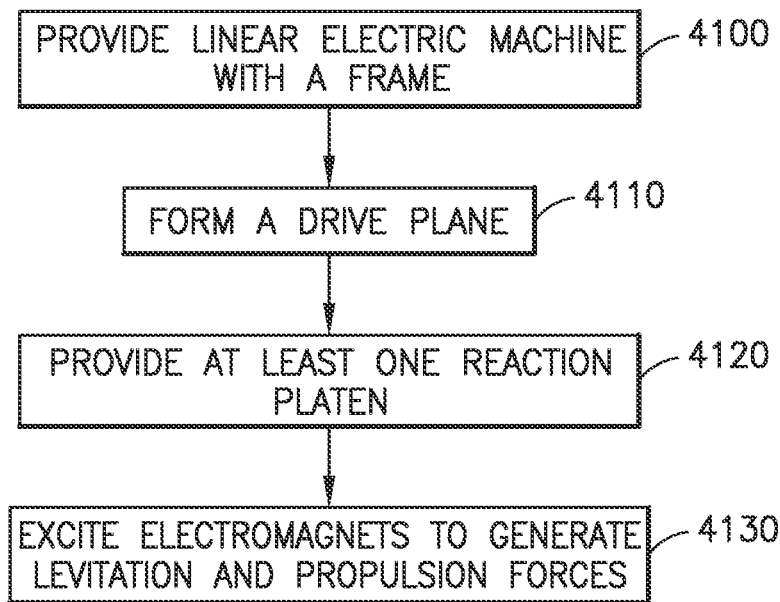 PROVIDE LINEAR ELECTRIC MACHINE
WITH A FRAME
4100
FORM A DRIVE PLANE
4110
PROVIDE AT LEAST ONE REACTION
PLATEN
4120
EXCITE ELECTROMAGNETS TO GENERATE
LEVITATION AND PROPULSION FORCES
4130